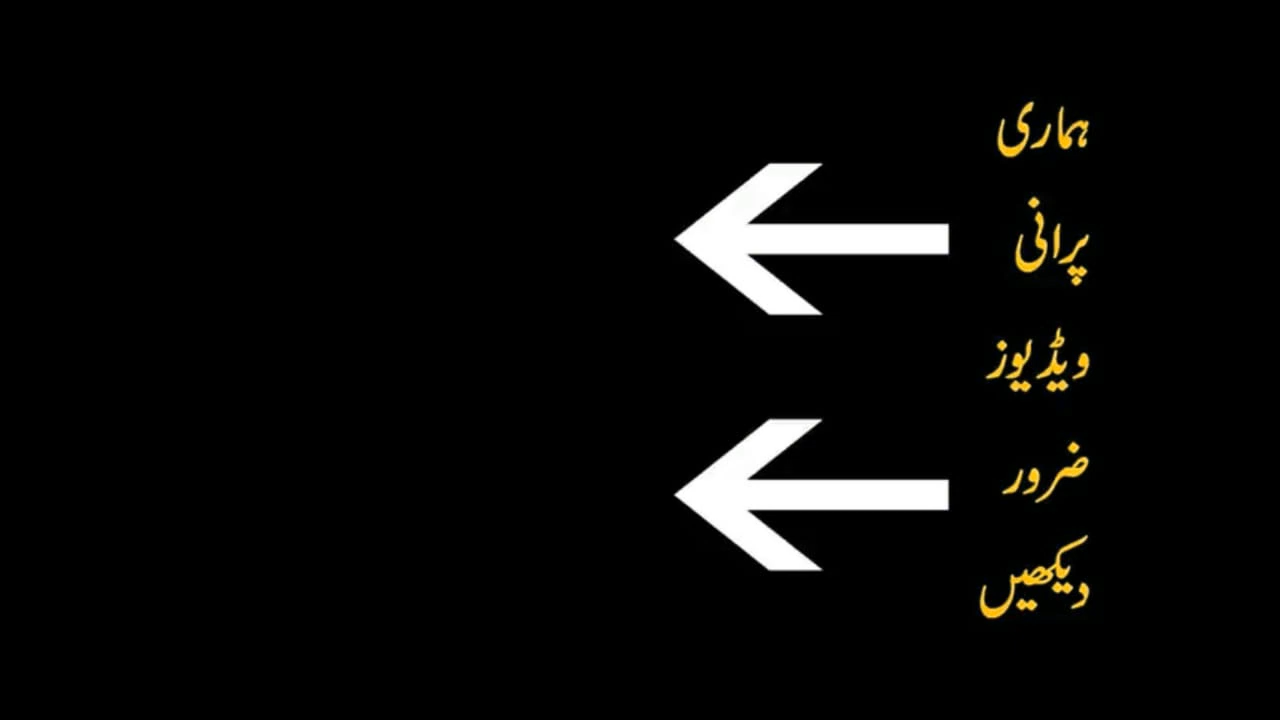 ہماری
پرانی
ویڈیوز
ضرور
دیکھیں